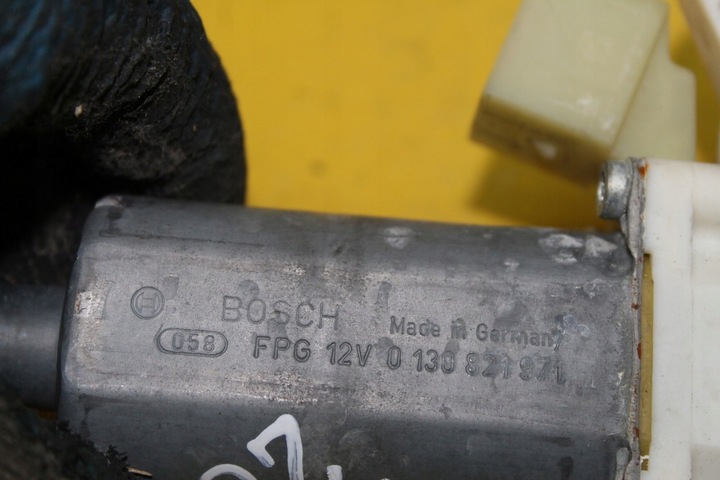 BOSCH Made in Germany
058 FPG 12V 0 130 821 971